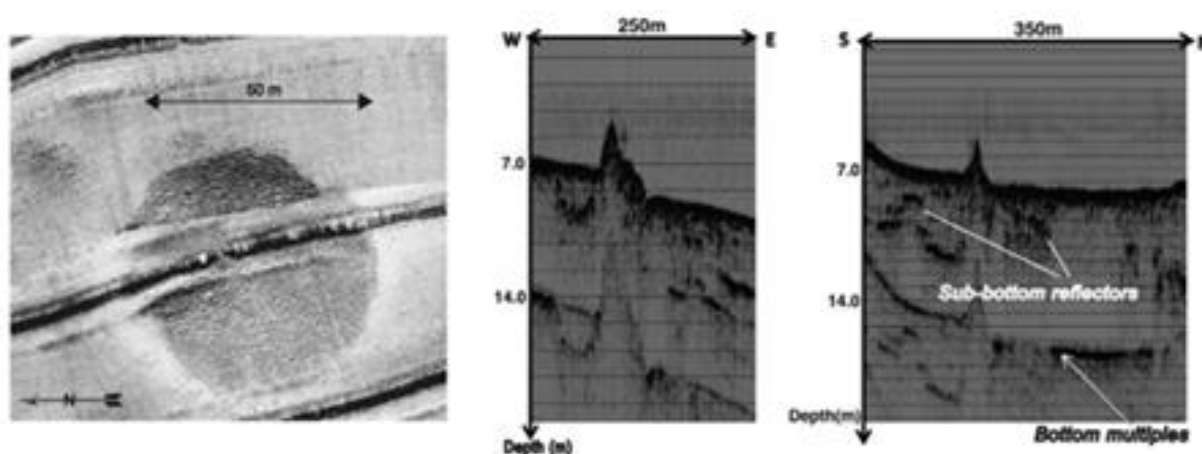 50 m
N
W
250m
E
7.0
14.0
Depth (m)
S
350m
7.0
14.0
Sub-bottom reflectors
Depth(m)
Bottom multiples